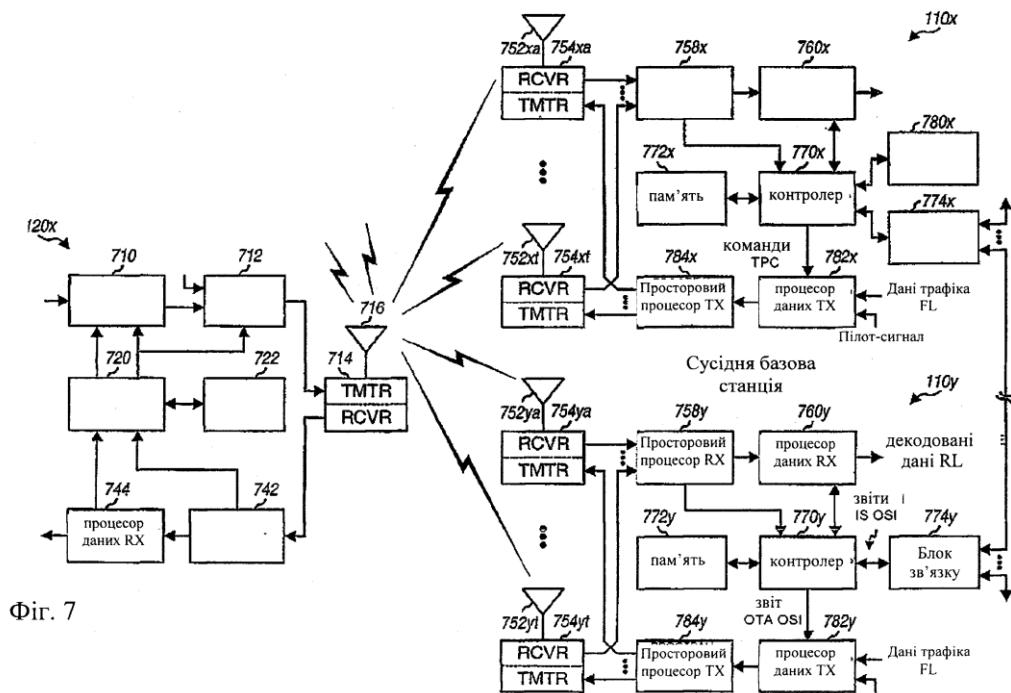 110x
752xa
754xa
758x
760x
RCVR
TMTR
780x
772x
770x
774x
пам’ять
контролер
120x
710
712
752xt
754xt
784x
команди
TPC
782x
RCVR
TMTR
Просторовий
процесор TX
процесор
даних TX
Дані трафіка
FL
Пілот-сигнал
716
720
722
714
TMTR
RCVR
Сусідня базова
станція
110y
752ya
754ya
758y
760y
RCVR
TMTR
Просторовий
процесор RX
процесор
даних RX
декодовані
дані RL
744
742
процесор
даних RX
звіти і
IS OSI
772y
770y
774y
пам’ять
контролер
Блок
зв’язку
Фіг. 7
звіт
OTA OSI
752yt
754yt
784y
782y
RCVR
TMTR
Просторовий
процесор TX
процесор
даних TX
Дані трафіка
FL